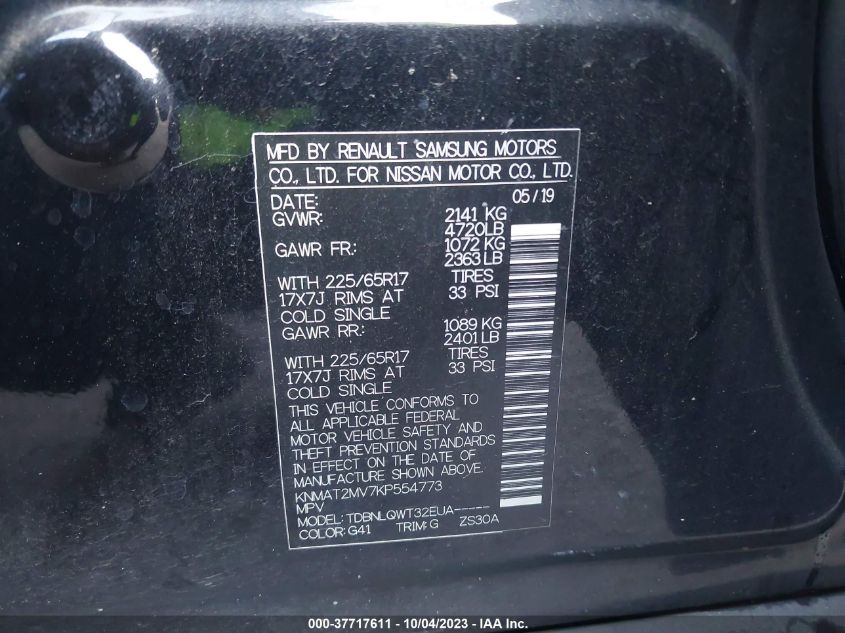 MFD BY RENAULT SAMSUNG MOTORS
CO., LTD. FOR NISSAN MOTOR CO., LTD.
DATE: 05/19
GVWR: 2141 KG
4720LB
GAWR FR.: 1072 KG
2363LB
WITH 225/65R17 TIRES
17X7J RIMS AT 33 PSI
COLD SINGLE
GAWR RR.: 1089 KG
2401LB
WITH 225/65R17 TIRES
17X7J RIMS AT 33 PSI
COLD SINGLE
THIS VEHICLE CONFORMS TO
ALL APPLICABLE FEDERAL
MOTOR VEHICLE SAFETY AND
THEFT PREVENTION STANDARDS
IN EFFECT ON THE DATE OF
MANUFACTURE SHOWN ABOVE.
KNMAT2MV7KP554773
MPV
MODEL: TDBNLQWT32EUA-----
COLOR: G41 TRIM: G ZS30A
000-37717611 - 10/04/2023 - IAA Inc.